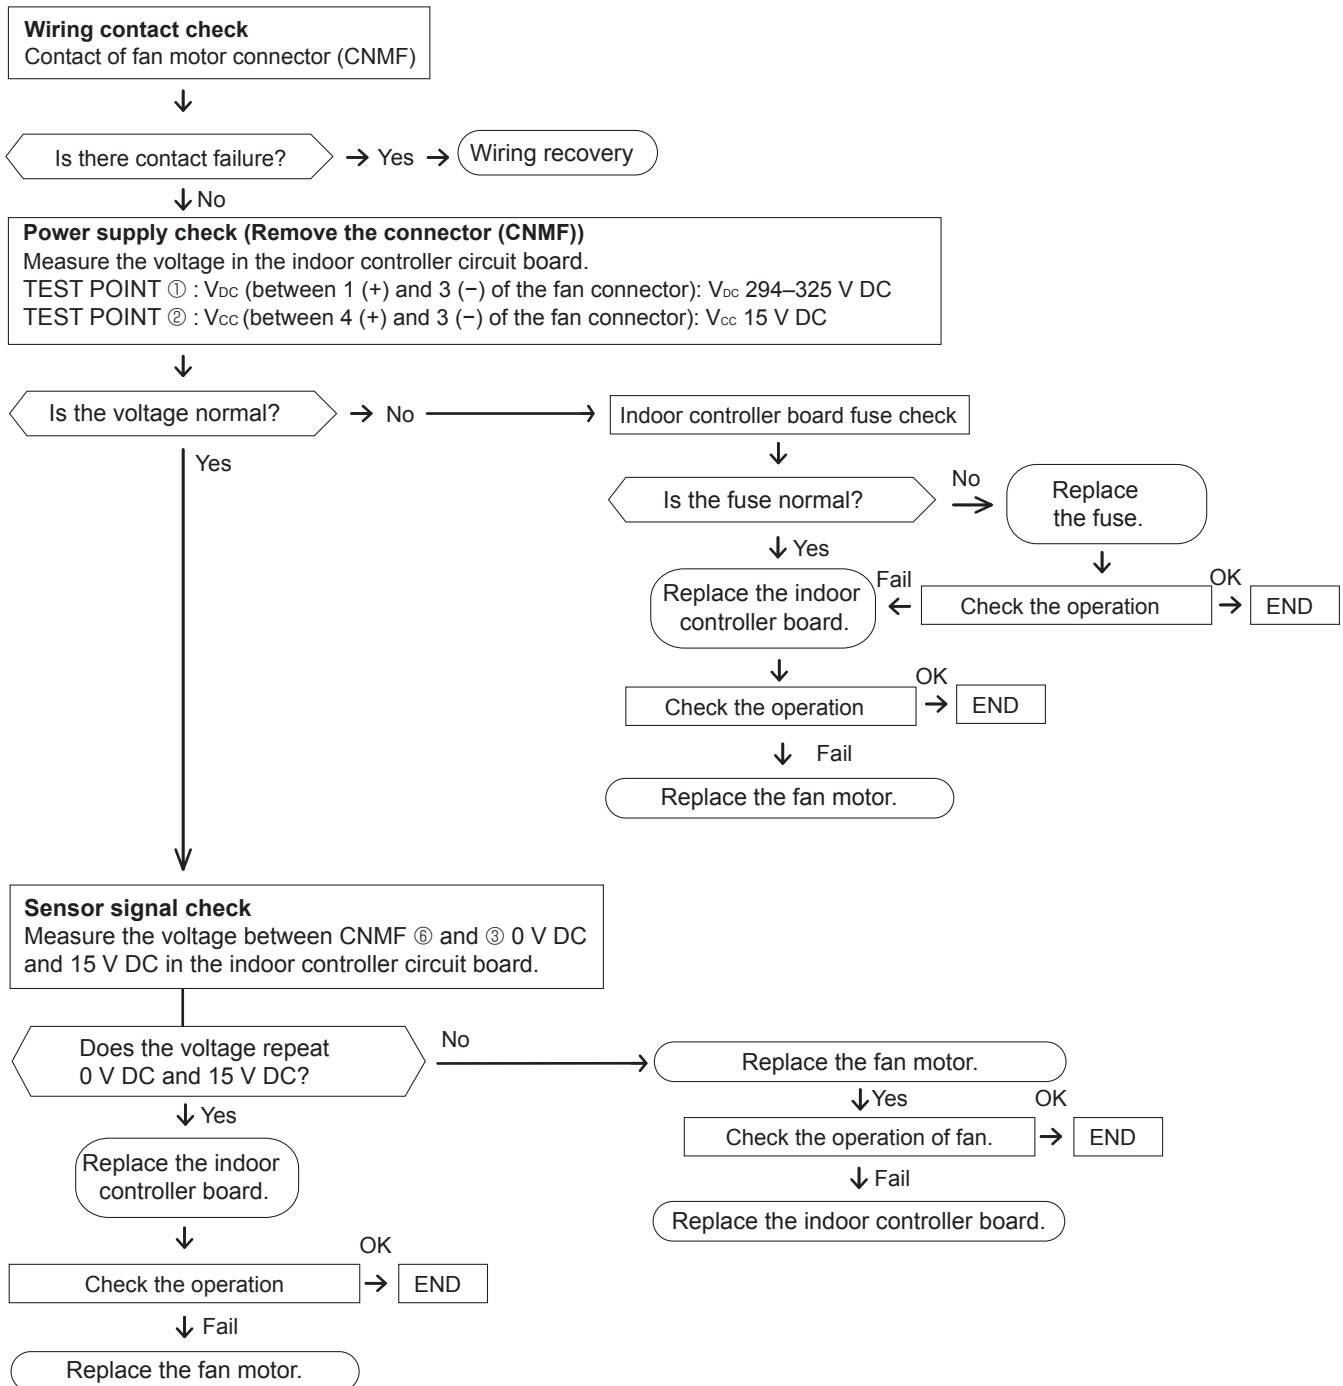 Wiring contact check
Contact of fan motor connector (CNMF)
Is there contact failure?
Yes
Wiring recovery
No
Power supply check (Remove the connector (CNMF))
Measure the voltage in the indoor controller circuit board.
TEST POINT ① : VDC (between 1 (+) and 3 (−) of the fan connector): VDC 294–325 V DC
TEST POINT ② : VCC (between 4 (+) and 3 (−) of the fan connector): Vcc 15 V DC
Is the voltage normal?
No
Indoor controller board fuse check
Yes
Is the fuse normal?
No
Replace
the fuse.
Yes
Replace the indoor
controller board.
Fail
Check the operation
OK
END
Check the operation
OK
END
Fail
Replace the fan motor.
Sensor signal check
Measure the voltage between CNMF ⑥ and ③ 0 V DC
and 15 V DC in the indoor controller circuit board.
Does the voltage repeat
0 V DC and 15 V DC?
No
Replace the fan motor.
Yes
OK
Check the operation of fan.
END
Fail
Replace the indoor controller board.
Yes
Replace the indoor
controller board.
OK
Check the operation
END
Fail
Replace the fan motor.